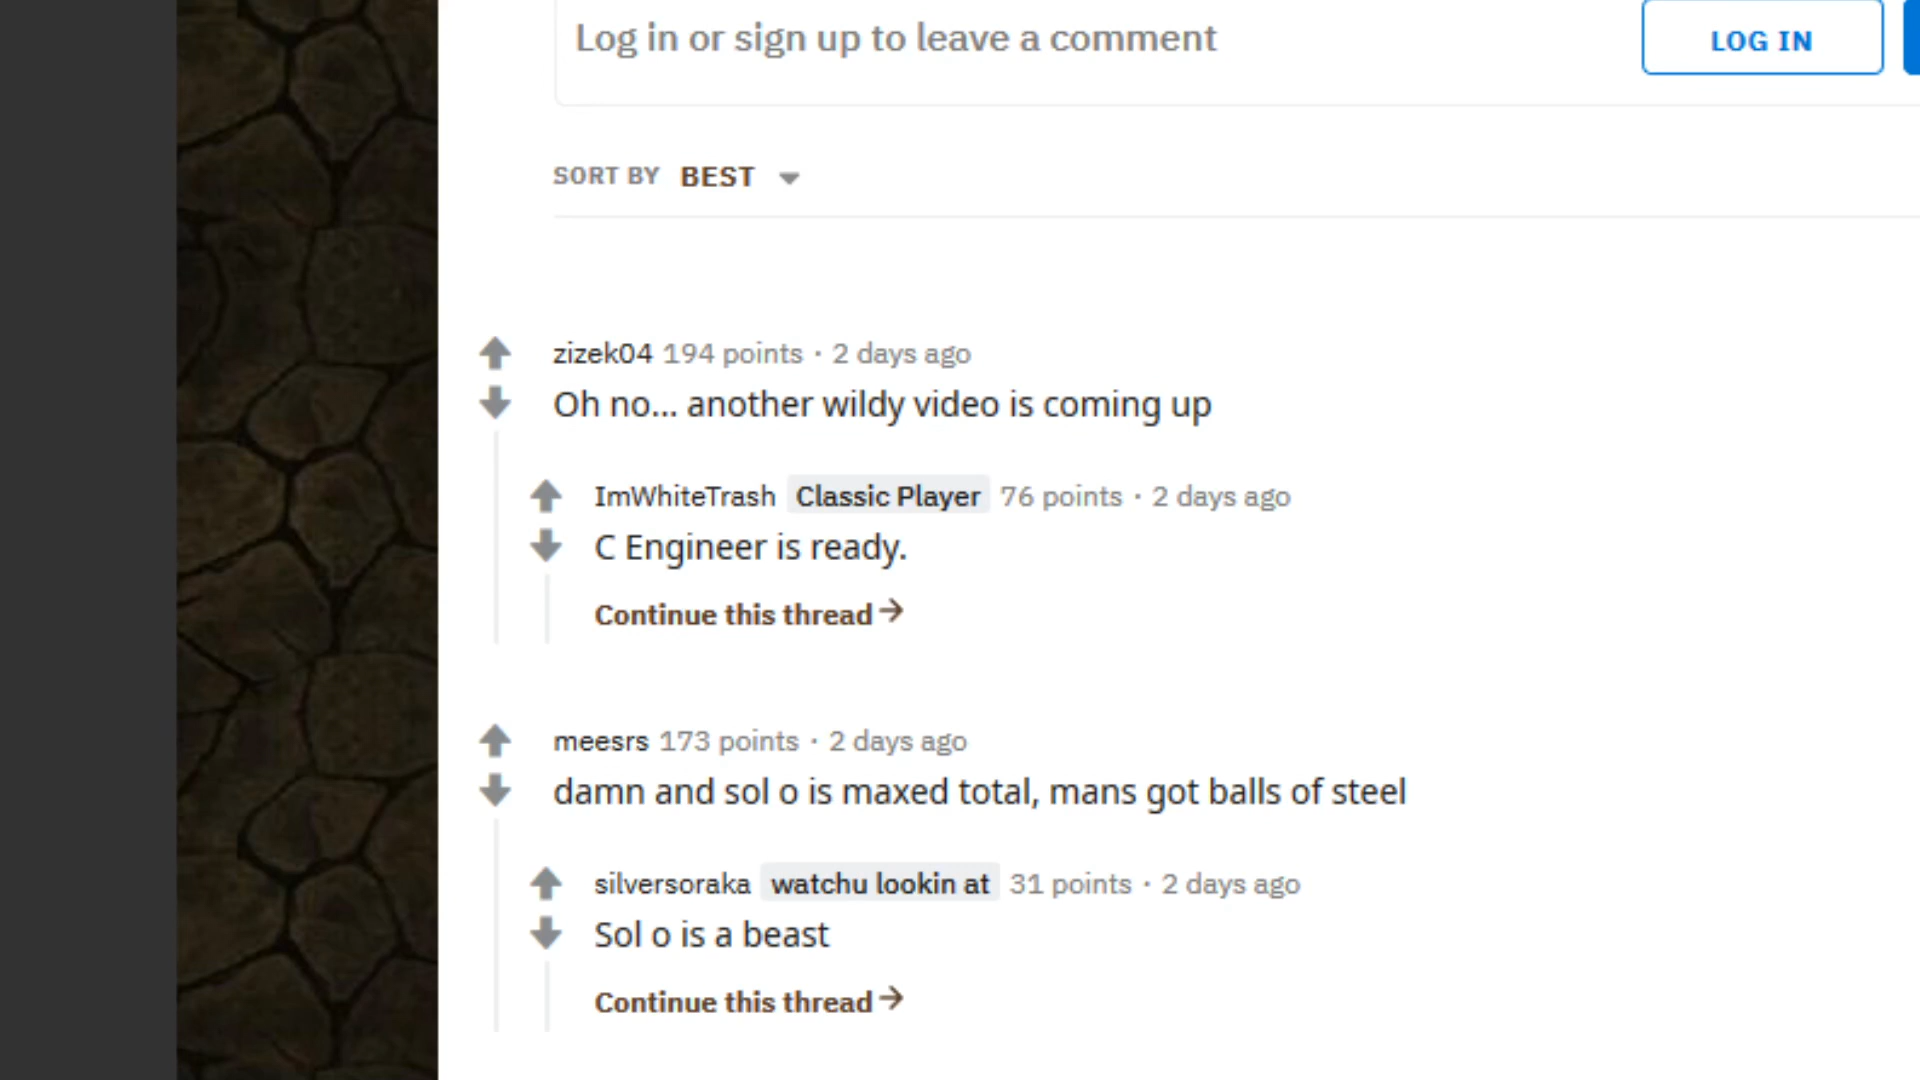 Log in or sign up to leave a comment
LOG IN
SORT BY BEST
zizek04 194 points · 2 days ago
Oh no... another wildy video is coming up
ImWhiteTrash Classic Player 76 points · 2 days ago
C Engineer is ready.
Continue this thread→
meesrs 173 points · 2 days ago
damn and sol o is maxed total, mans got balls of steel
silversoraka watchu lookin at 31 points · 2 days ago
Sol o is a beast
Continue this thread→